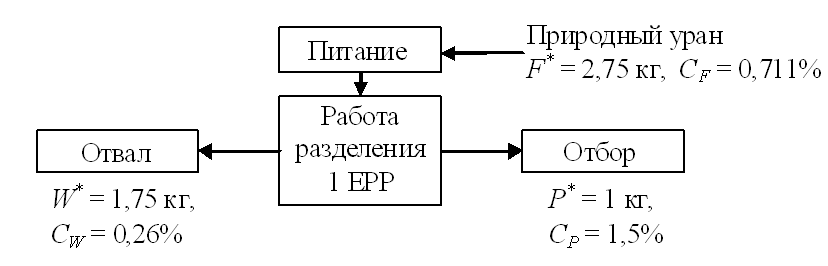 Питание
Природный уран
F* = 2,75 кг, C_F = 0,711%
Работа
разделения
1 ЕРР
Отвал
W* = 1,75 кг,
C_W = 0,26%
Отбор
P* = 1 кг,
C_P = 1,5%